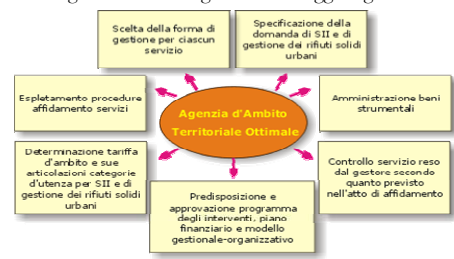 Scelta della forma di
gestione per ciascun
servizio
Specificazione della
domanda di SII e di
gestione dei rifiuti solidi
urbani
Espletamento procedure
affidamento servizi
Agenzia d'Ambito
Territoriale Ottimale
Amministrazione beni
strumentali
Determinazione tariffa
d'ambito e sue
articolazioni categorie
d'utenza per SII e di
gestione dei rifiuti solidi
urbani
Controllo servizio reso
dal gestore secondo
quanto previsto
nell'atto di affidamento
Predisposizione e
approvazione programma
degli interventi, piano
finanziario e modello
gestionale-organizzativo